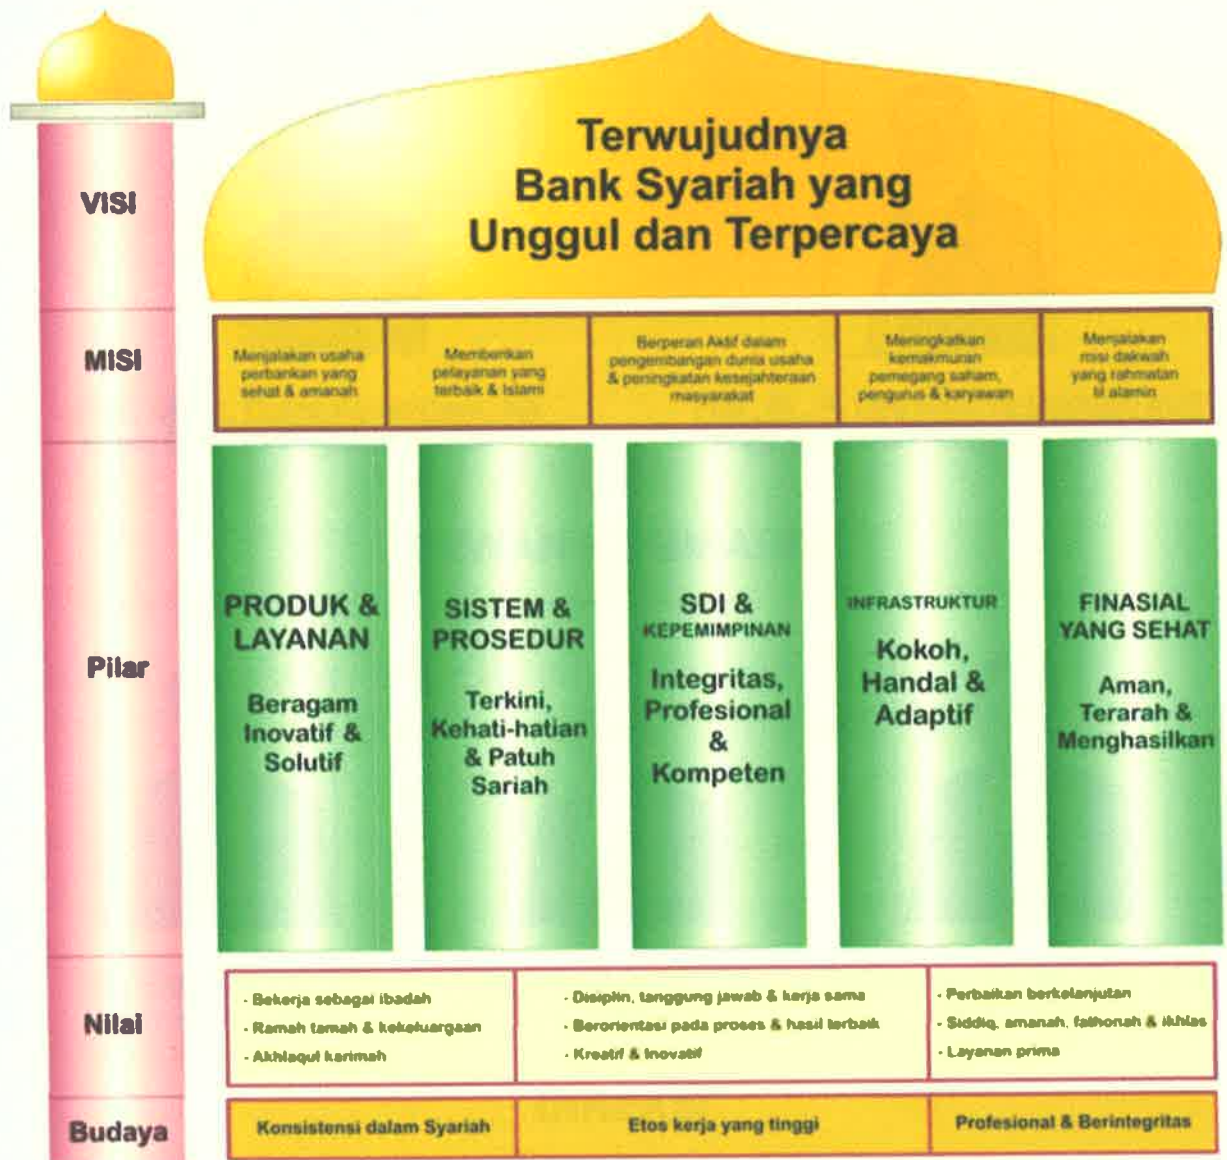 VISI
Terwujudnya
Bank Syariah yang
Unggul dan Terpercaya
MISI
Menjalakan usaha
perbankan yang
sehat & amanah
Memberikan
pelayanan yang
terbaik & Islami
Berperan Aktif dalam
pengembangan dunia usaha
& peningkatan kesejahteraan
masyarakat
Meningkatkan
kemakmuran
pemegang saham,
pengurus & karyawan
Menjalakan
misi dakwah
yang rahmatan
lil alamin
Pilar
PRODUK &
LAYANAN
Beragam
Inovatif &
Solutif
SISTEM &
PROSEDUR
Terkini,
Kehati-hatian
& Patuh
Sariah
SDI &
KEPEMIMPINAN
Integritas,
Profesional
&
Kompeten
INFRASTRUKTUR
Kokoh,
Handal &
Adaptif
FINASIAL
YANG SEHAT
Aman,
Terarah &
Menghasilkan
Nilai
- Bekerja sebagai ibadah
- Ramah tamah & kekeluargaan
- Akhlaqul karimah
- Disiplin, tanggung jawab & kerja sama
- Berorientasi pada proses & hasil terbaik
- Kreatif & Inovatif
- Perbaikan berkelanjutan
- Siddiq, amanah, fathonah & ikhlas
- Layanan prima
Budaya
Konsistensi dalam Syariah
Etos kerja yang tinggi
Profesional & Berintegritas